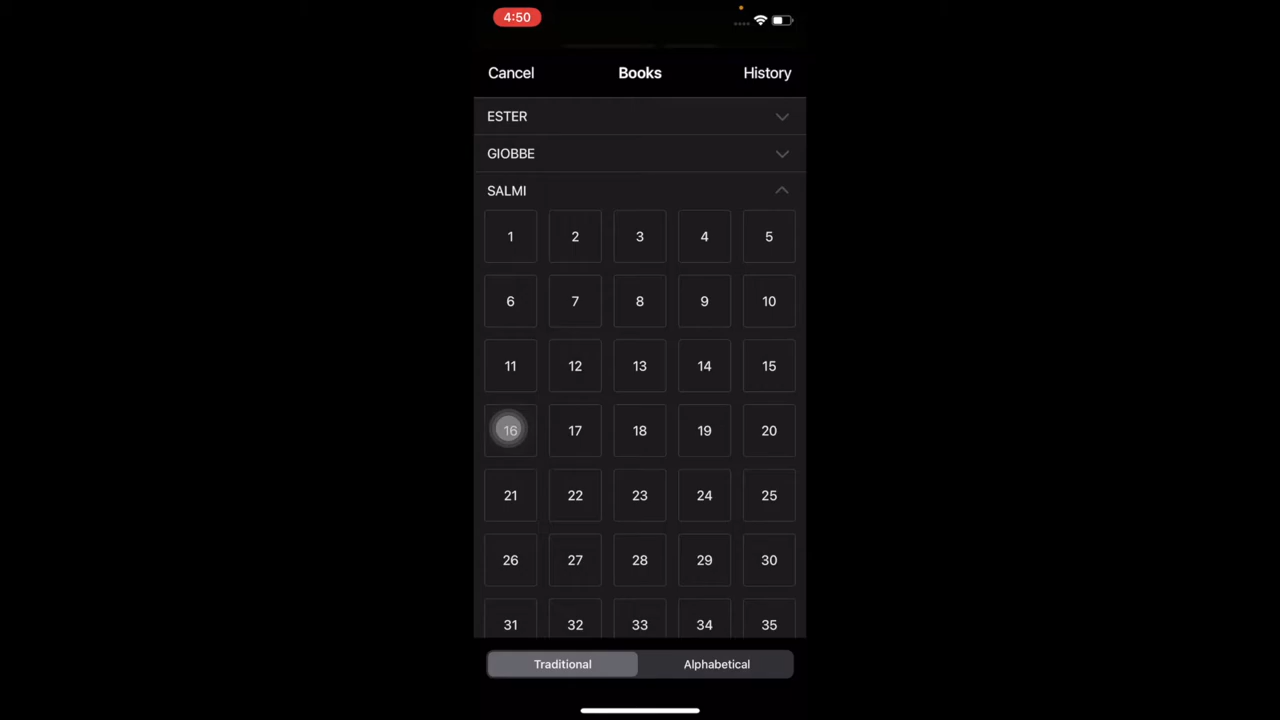 4:50
Cancel Books History
ESTER
GIOBBE
SALMI
1 2 3 4 5
6 7 8 9 10
11 12 13 14 15
16 17 18 19 20
21 22 23 24 25
26 27 28 29 30
31 32 33 34 35
Traditional Alphabetical